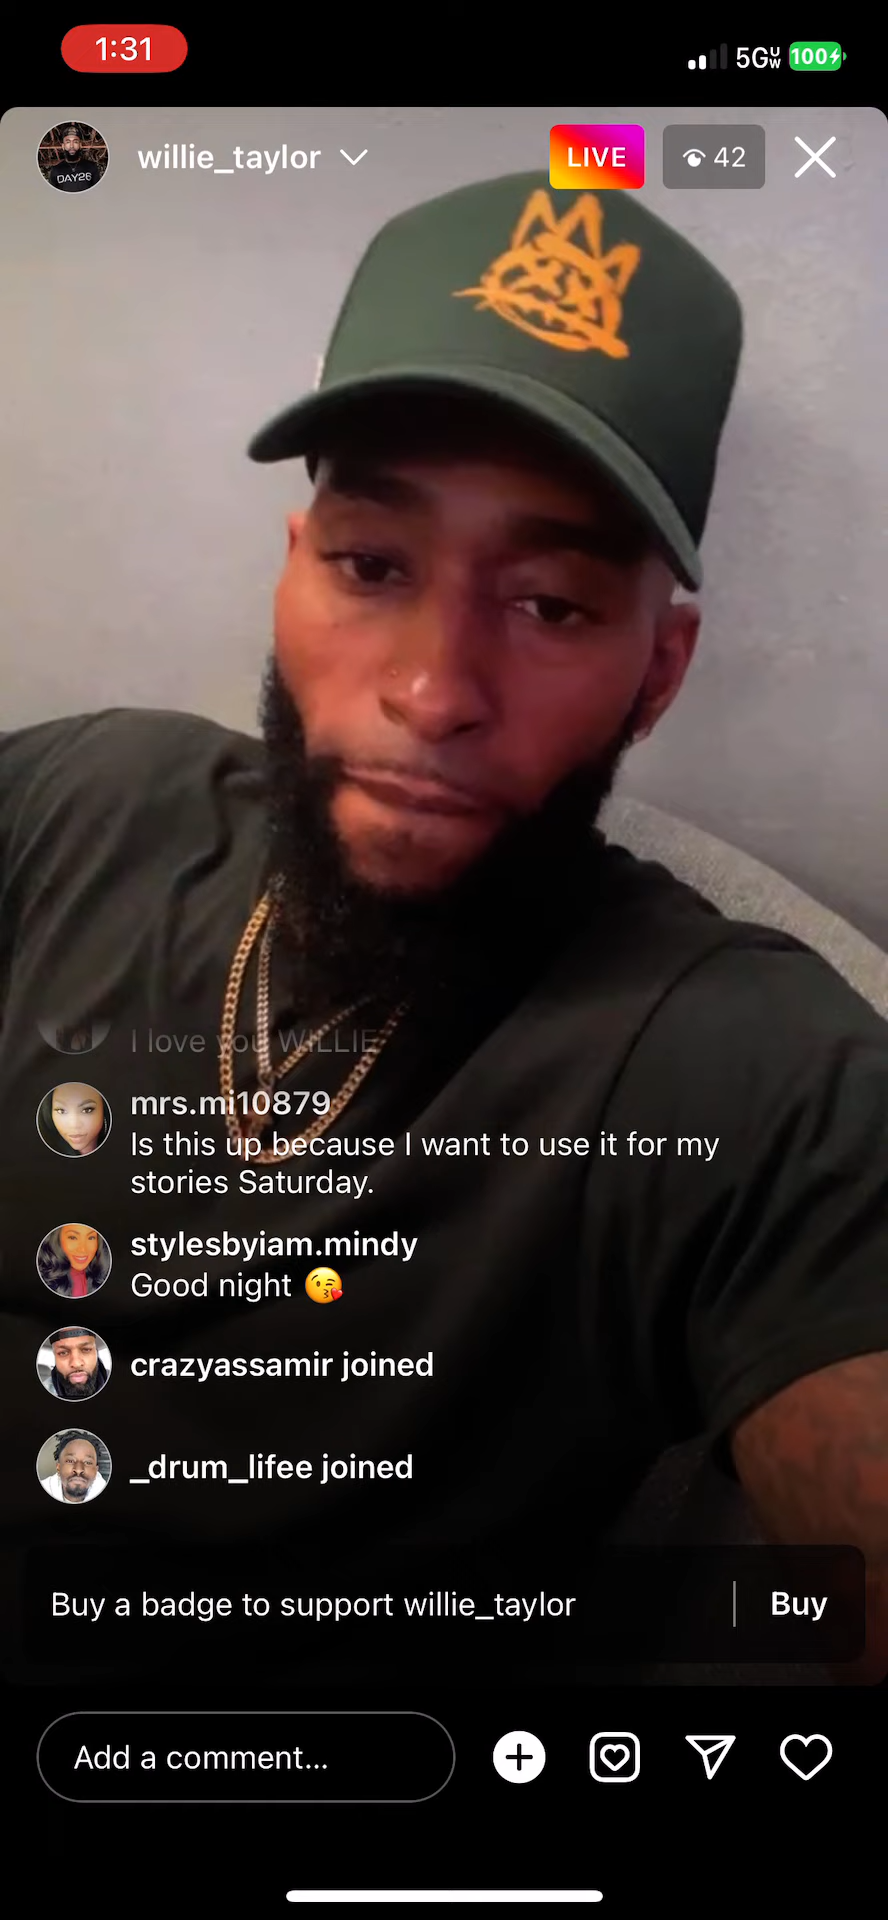 1:31
5GUW 100
willie_taylor LIVE 42
DAY26
I love you WILLIE
mrs.mi10879
Is this up because I want to use it for my
stories Saturday.
stylesbyiam.mindy
Good night 😘
crazyassamir joined
_drum_lifee joined
Buy a badge to support willie_taylor Buy
Add a comment...